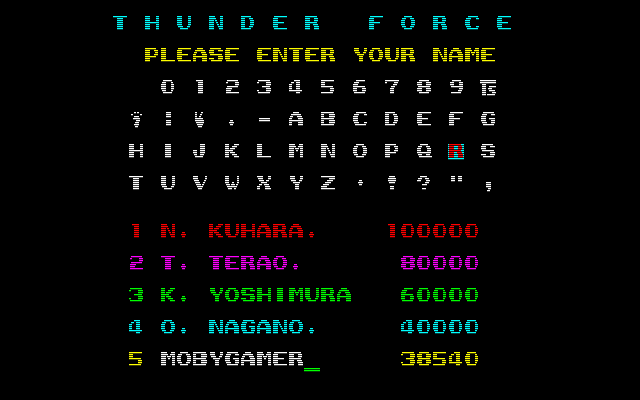 THUNDER FORCE
PLEASE ENTER YOUR NAME
0 1 2 3 4 5 6 7 8 9
: . - A B C D E F G
H I J K L M N O P Q R S
T U V W X Y Z · ! ? " ,
1 N. KUHARA. 100000
2 T. TERAO. 80000
3 K. YOSHIMURA 60000
4 O. NAGANO. 40000
5 MOBYGAMER_ 38540